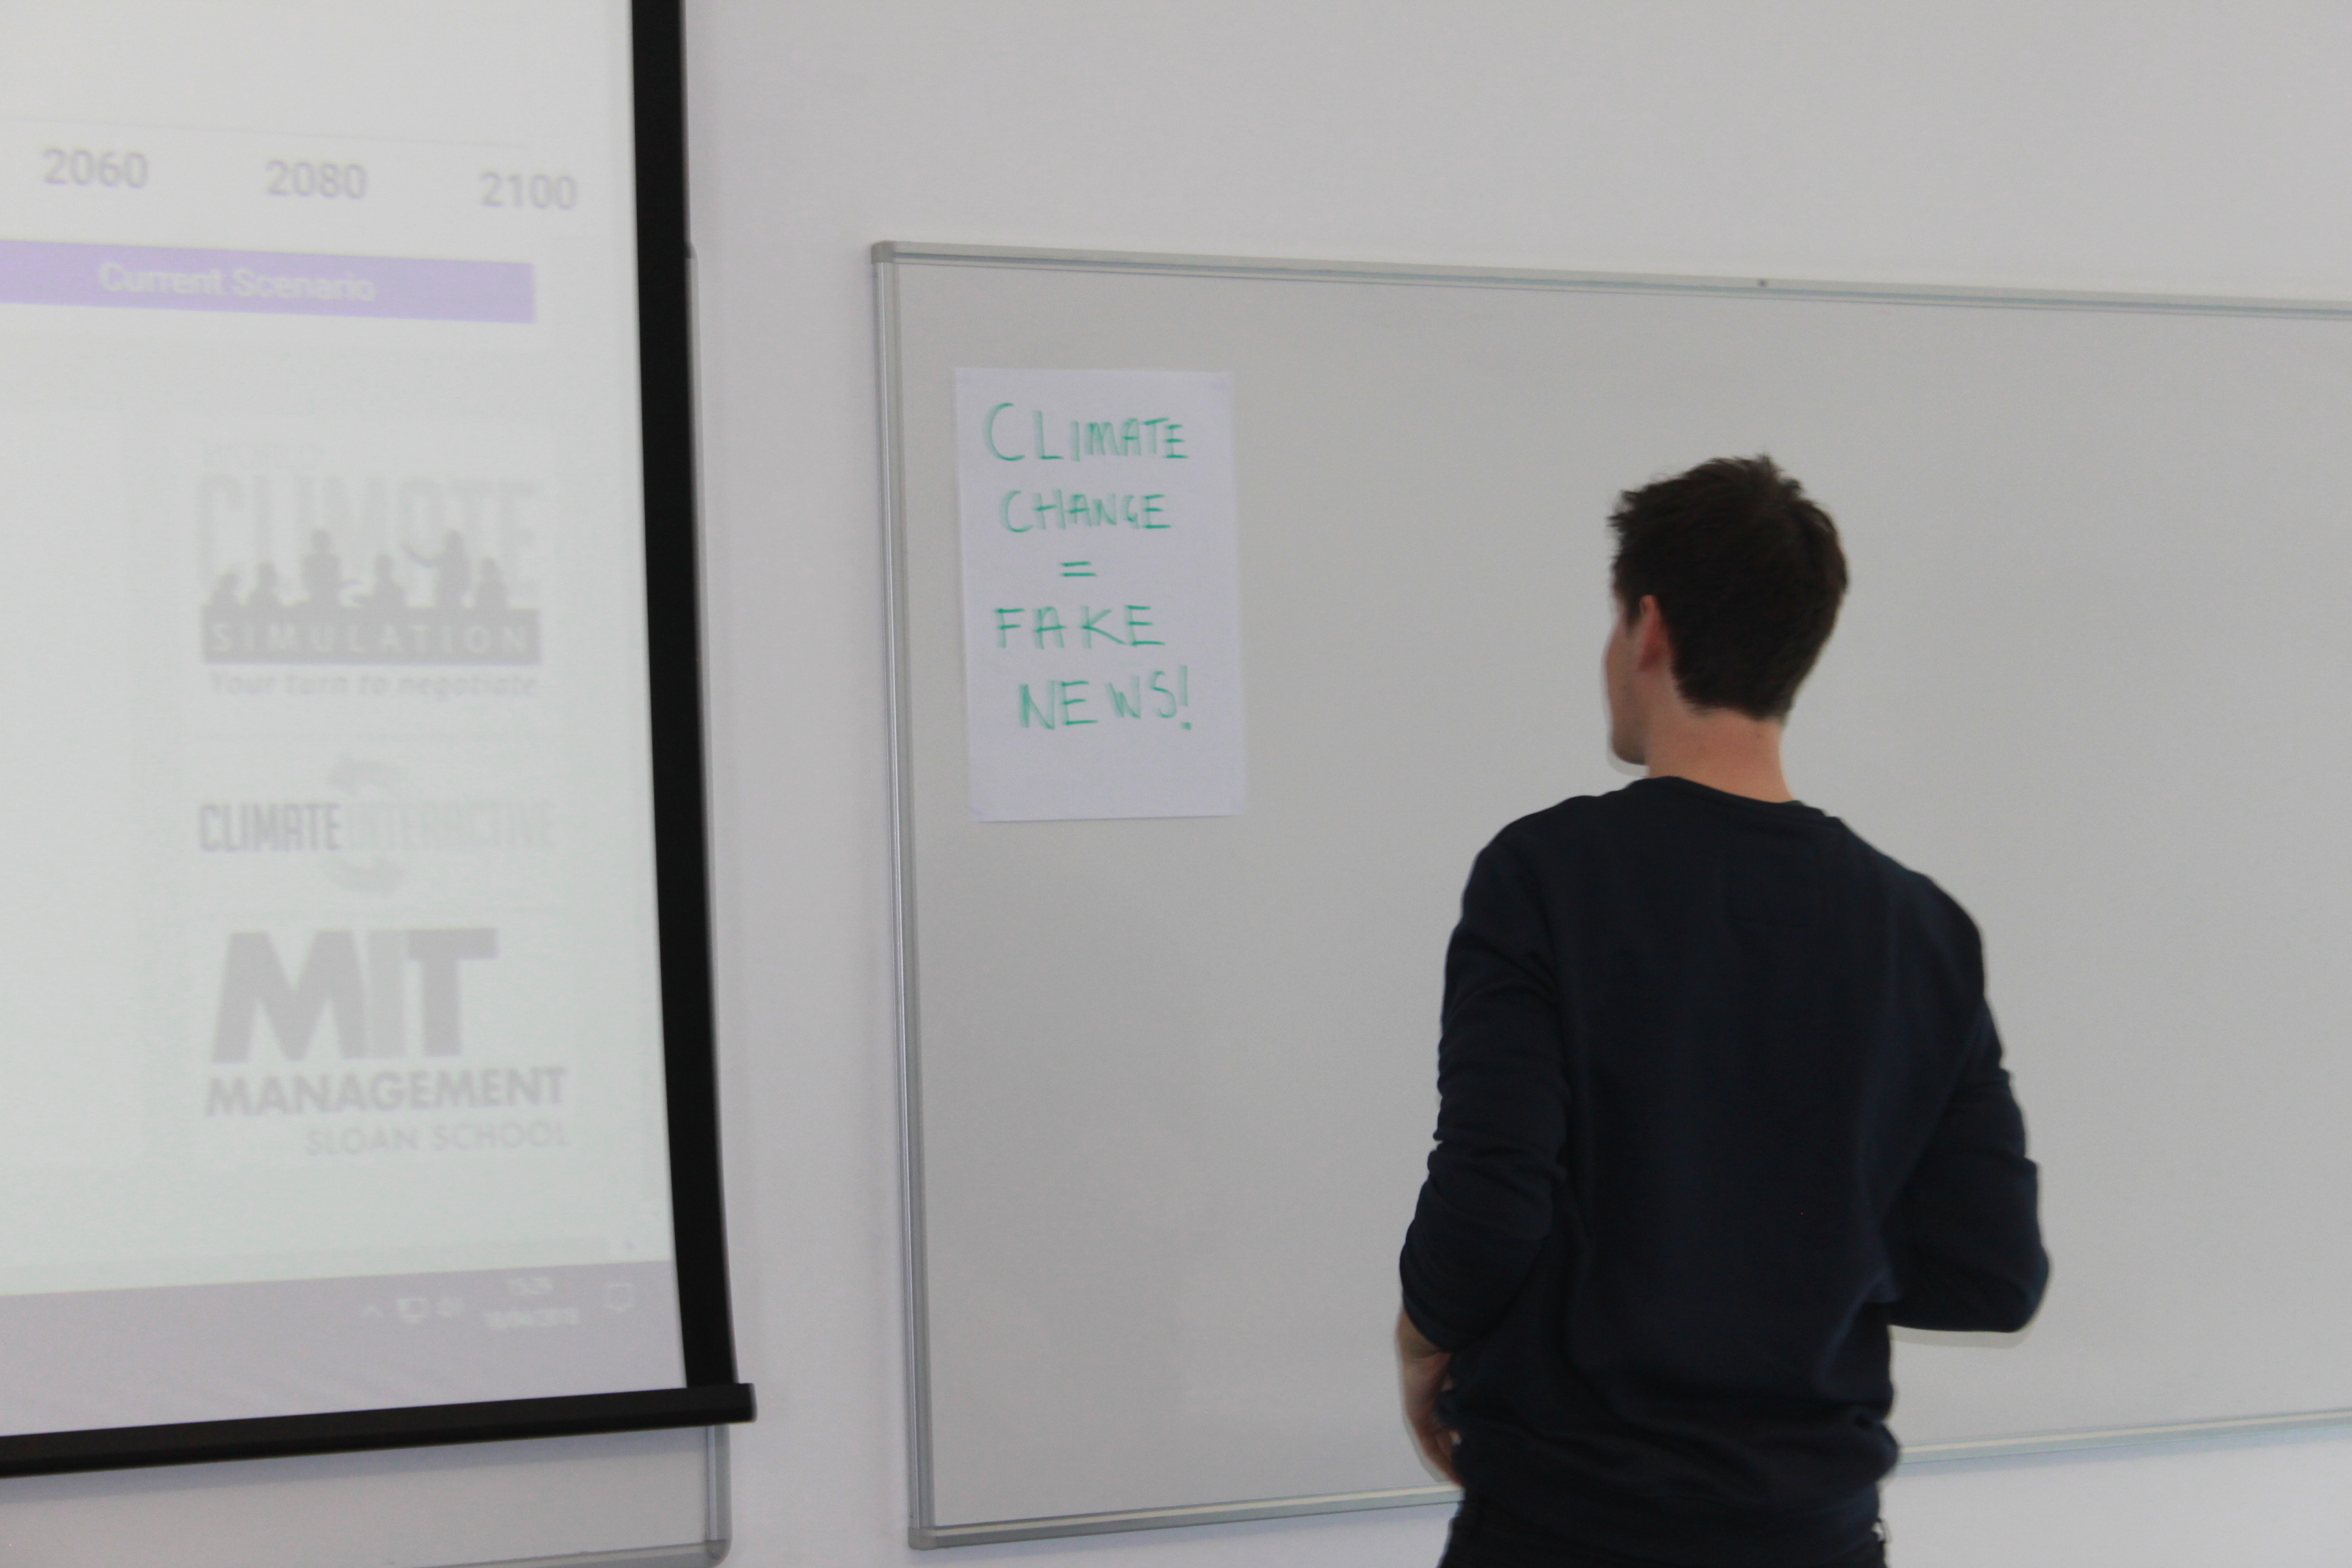 2060 2080 2100
Current Scenario
CLIMATE
SIMULATION
Your turn to negotiate
CLIMATE INTERACTIVE
MIT
MANAGEMENT
SLOAN SCHOOL
CLIMATE
CHANGE
=
FAKE
NEWS!